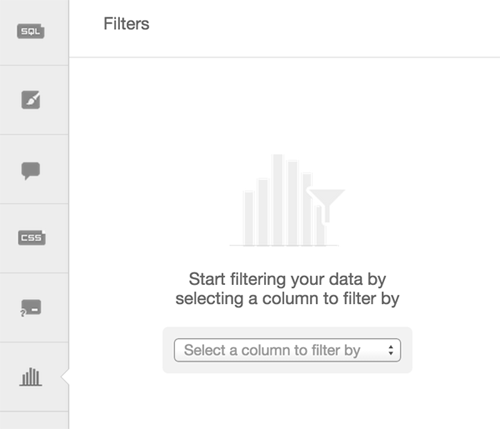 Filters
SQL
CSS
?
Start filtering your data by
selecting a column to filter by
Select a column to filter by